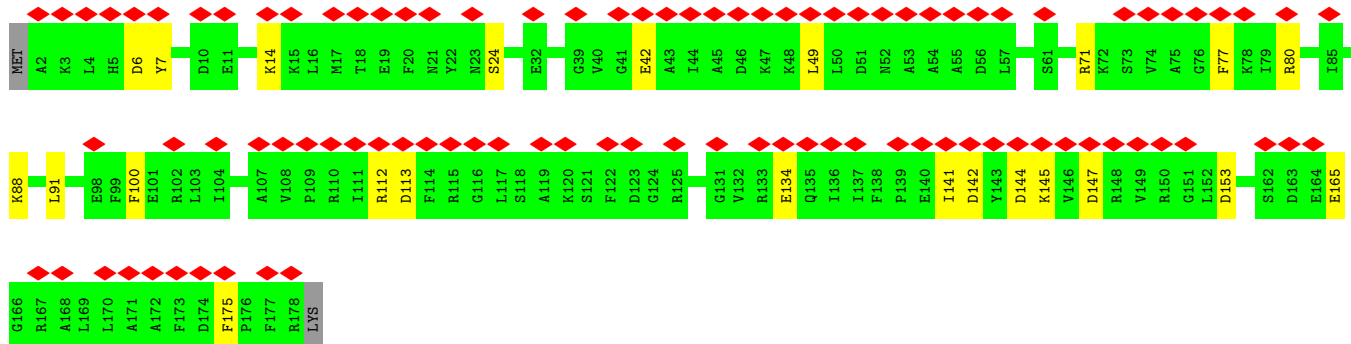 MET A2 K3 L4 H5 D6 Y7 D10 E11 K14 K15 L16 M17 T18 E19 F20 N21 Y22 N23 S24 E32 G39 V40 G41 E42 A43 I44 A45 D46 K47 K48 L49 L50 D51 N52 A53 A54 A55 D56 L57 S61 R71 K72 S73 V74 A75 G76 F77 K78 I79 R80 I85
K88 L91 E98 F99 F100 E101 R102 L103 I104 A107 V108 P109 R110 I111 R112 D113 F114 R115 G116 L117 S118 A119 K120 S121 F122 D123 G124 R125 G131 V132 R133 E134 Q135 I136 I137 F138 P139 E140 I141 D142 Y143 D144 K145 V146 D147 R148 V149 R150 G151 L152 D153 S162 D163 E164 E165
G166 R167 A168 L169 L170 A171 A172 F173 D174 F175 P176 F177 R178 LYS